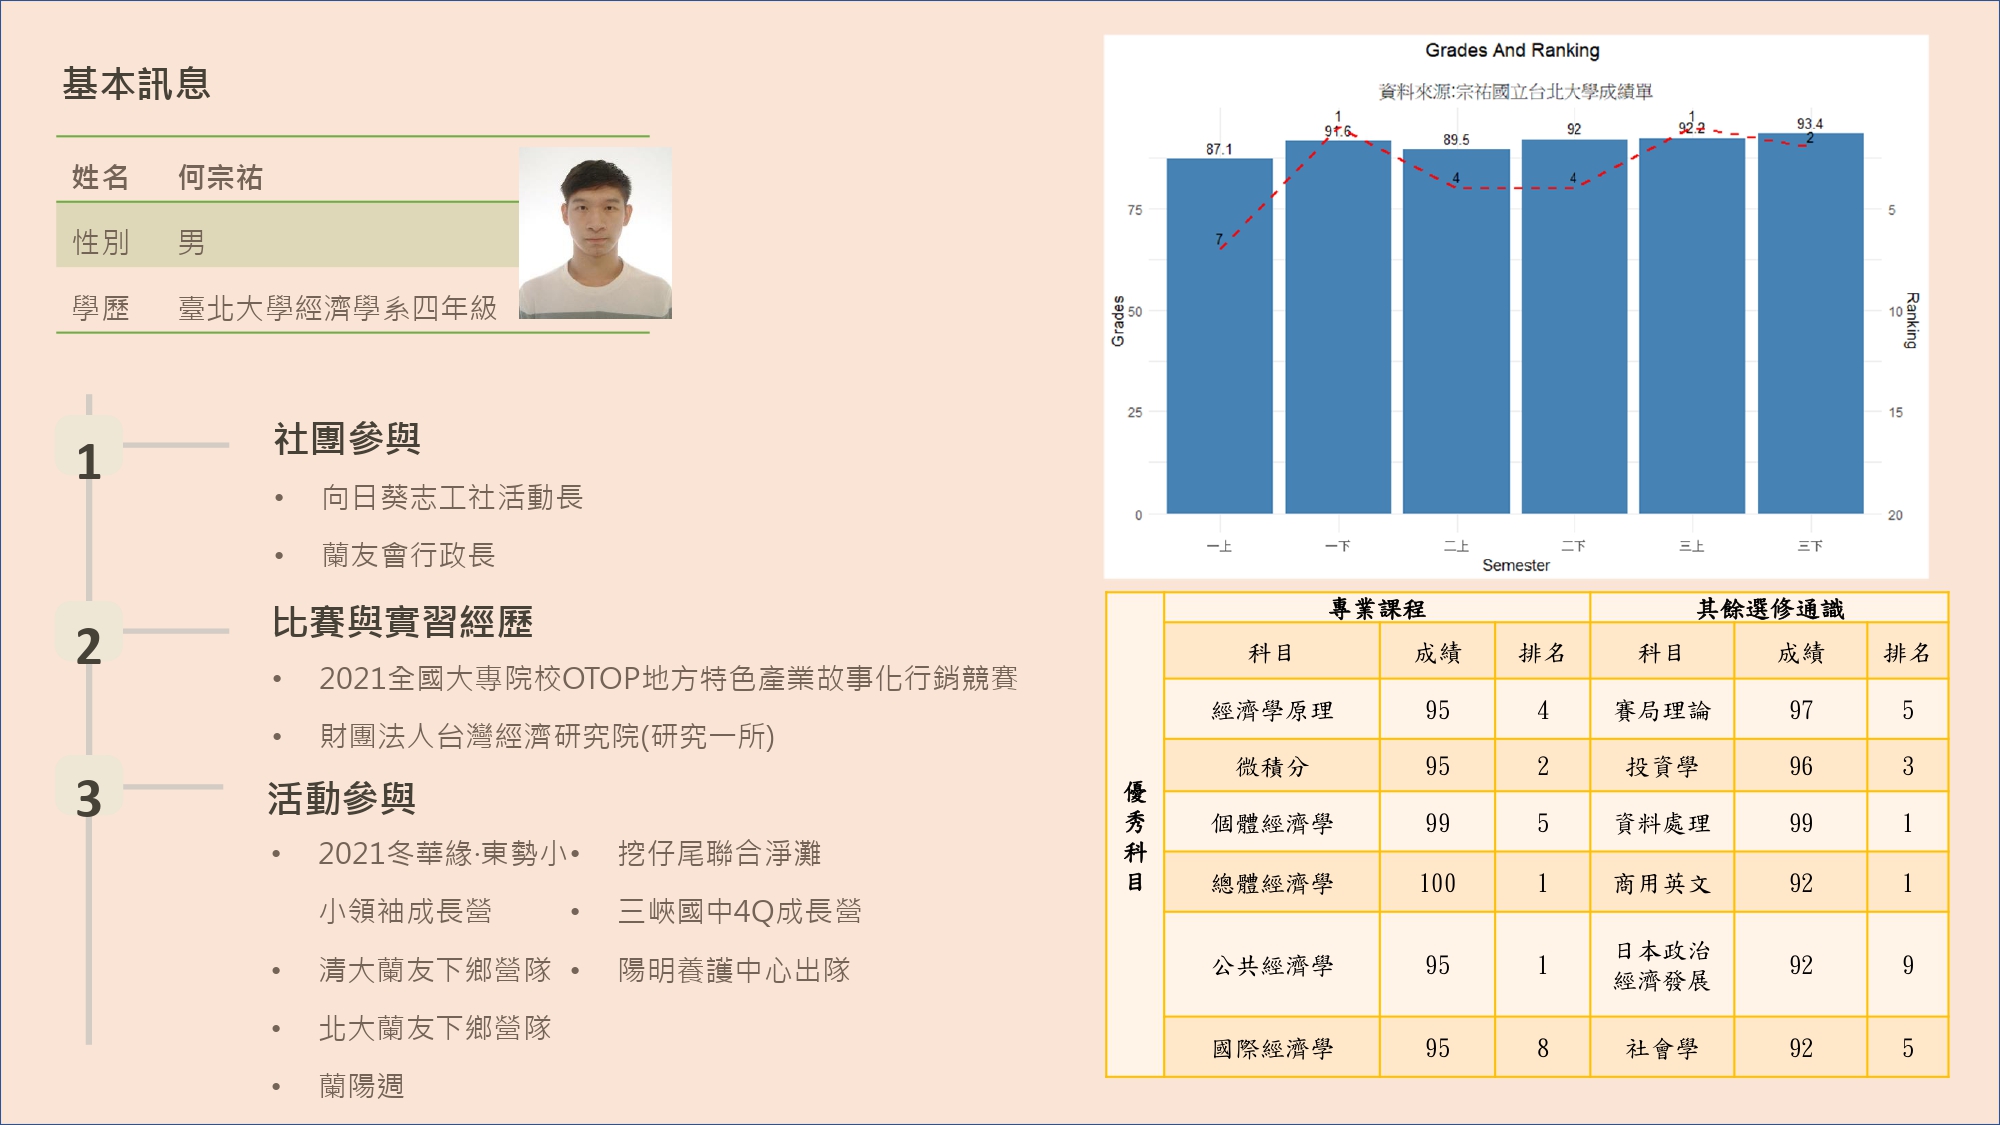 基本訊息
姓名 何宗祐
性別 男
學歷 臺北大學經濟學系四年級
1
社團參與
• 向日葵志工社活動長
• 蘭友會行政長
2
比賽與實習經歷
• 2021全國大專院校OTOP地方特色產業故事化行銷競賽
• 財團法人台灣經濟研究院(研究一所)
3
活動參與
• 2021冬華緣·東勢小
小領袖成長營
• 清大蘭友下鄉營隊
• 北大蘭友下鄉營隊
• 蘭陽週
• 挖仔尾聯合淨灘
• 三峽國中4Q成長營
• 陽明養護中心出隊
Grades And Ranking
資料來源:宗祐國立台北大學成績單
87.1 91.6 89.5 92 92.2 93.4
7 1 4 4 1 2
Grades
75
50
25
0
Ranking
5
10
15
20
一上 一下 二上 二下 三上 三下
Semester
優秀科目
專業課程 其餘選修通識
科目 成績 排名 科目 成績 排名
經濟學原理 95 4 賽局理論 97 5
微積分 95 2 投資學 96 3
個體經濟學 99 5 資料處理 99 1
總體經濟學 100 1 商用英文 92 1
公共經濟學 95 1 日本政治
經濟發展 92 9
國際經濟學 95 8 社會學 92 5